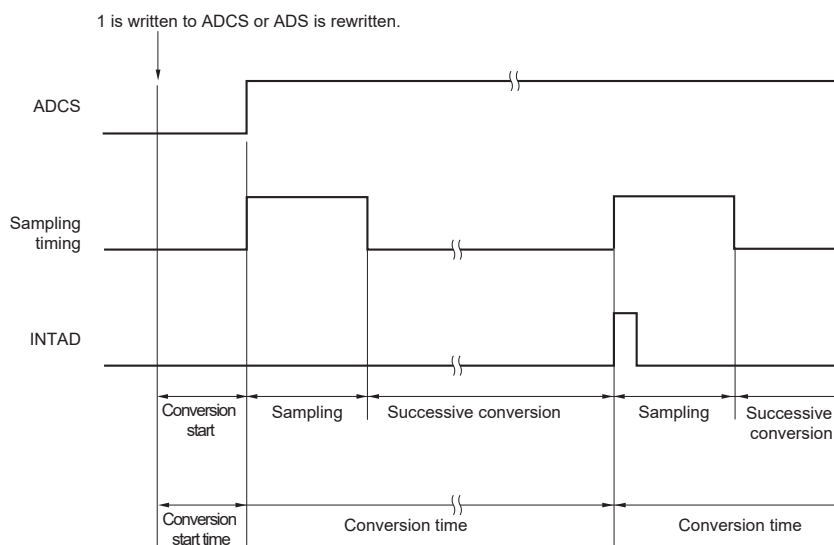 1 is written to ADCS or ADS is rewritten.
ADCS
Sampling
timing
INTAD
Conversion
start
Sampling
Successive conversion
Sampling
Successive
conversion
Conversion
start time
Conversion time
Conversion time